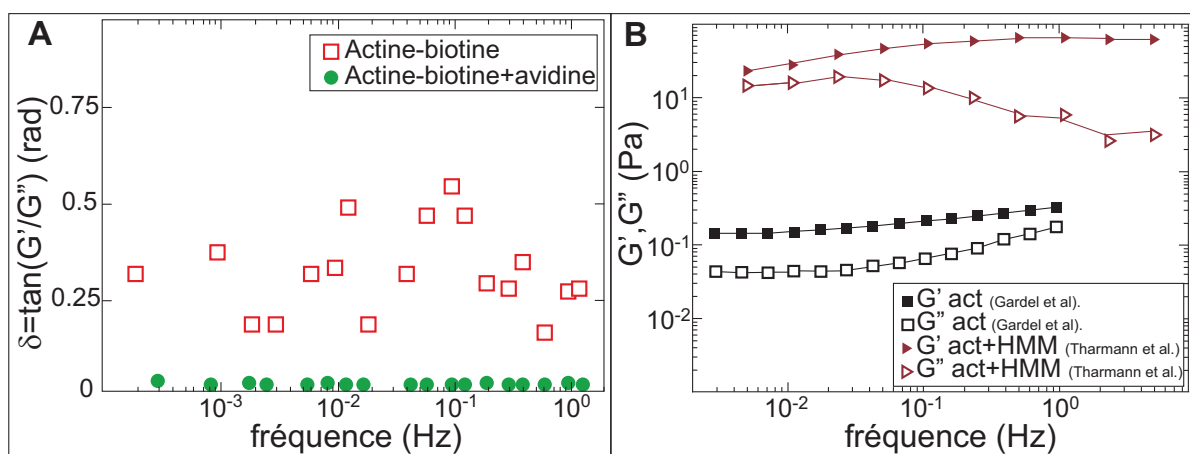 A
Actine-biotine
Actine-biotine+avidine
δ=tan(G'/G") (rad)
0.75
0.5
0.25
0
10-3
10-2
10-1
100
fréquence (Hz)
B
G',G" (Pa)
101
100
10-1
10-2
10-2
10-1
100
fréquence (Hz)
G' act (Gardel et al).
G" act (Gardel et al).
G' act+HMM (Tharmann et al.)
G" act+HMM (Tharmann et al.)